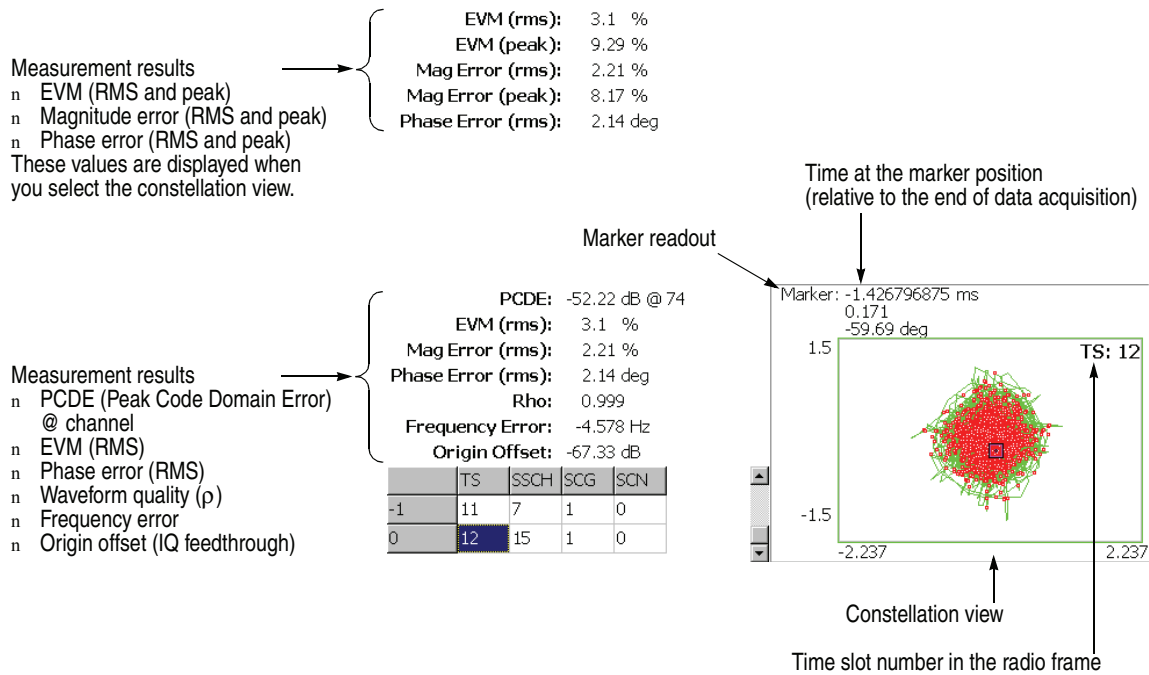 EVM (rms): 3.1 %
EVM (peak): 9.29 %
Mag Error (rms): 2.21 %
Mag Error (peak): 8.17 %
Phase Error (rms): 2.14 deg
Measurement results
n EVM (RMS and peak)
n Magnitude error (RMS and peak)
n Phase error (RMS and peak)
These values are displayed when
you select the constellation view.
Time at the marker position
(relative to the end of data acquisition)
Marker readout
PCDE: -52.22 dB @ 74
EVM (rms): 3.1 %
Mag Error (rms): 2.21 %
Phase Error (rms): 2.14 deg
Rho: 0.999
Frequency Error: -4.578 Hz
Origin Offset: -67.33 dB
Measurement results
n PCDE (Peak Code Domain Error)
@ channel
n EVM (RMS)
n Phase error (RMS)
n Waveform quality (ρ)
n Frequency error
n Origin offset (IQ feedthrough)
TS SSCH SCG SCN
-1 11 7 1 0
0 12 15 1 0
Marker: -1.426796875 ms
0.171
-59.69 deg
1.5
TS: 12
-1.5
-2.237 2.237
Constellation view
Time slot number in the radio frame